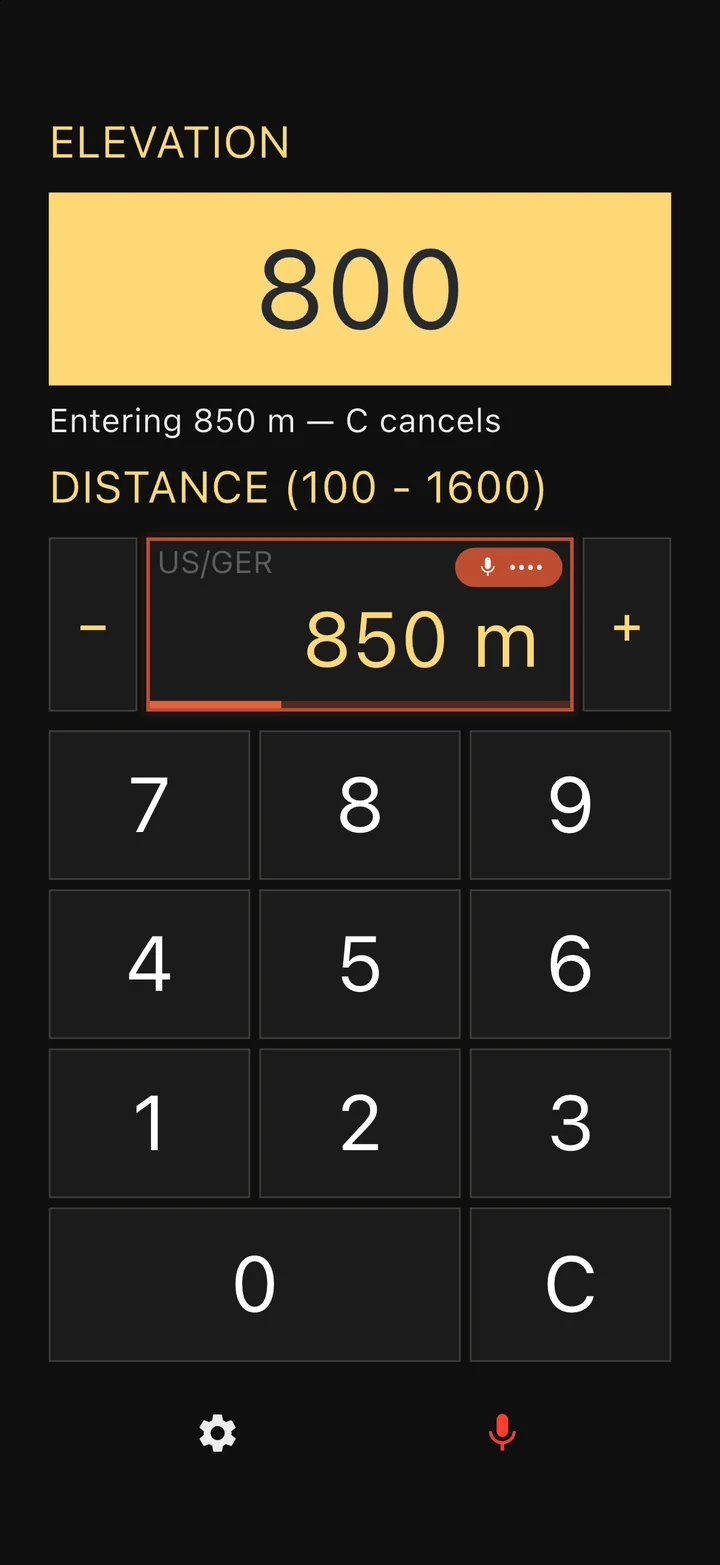 ELEVATION
800
Entering 850 m — C cancels
DISTANCE (100 - 1600)
US/GER
− 850 m +
7 8 9
4 5 6
1 2 3
0 C